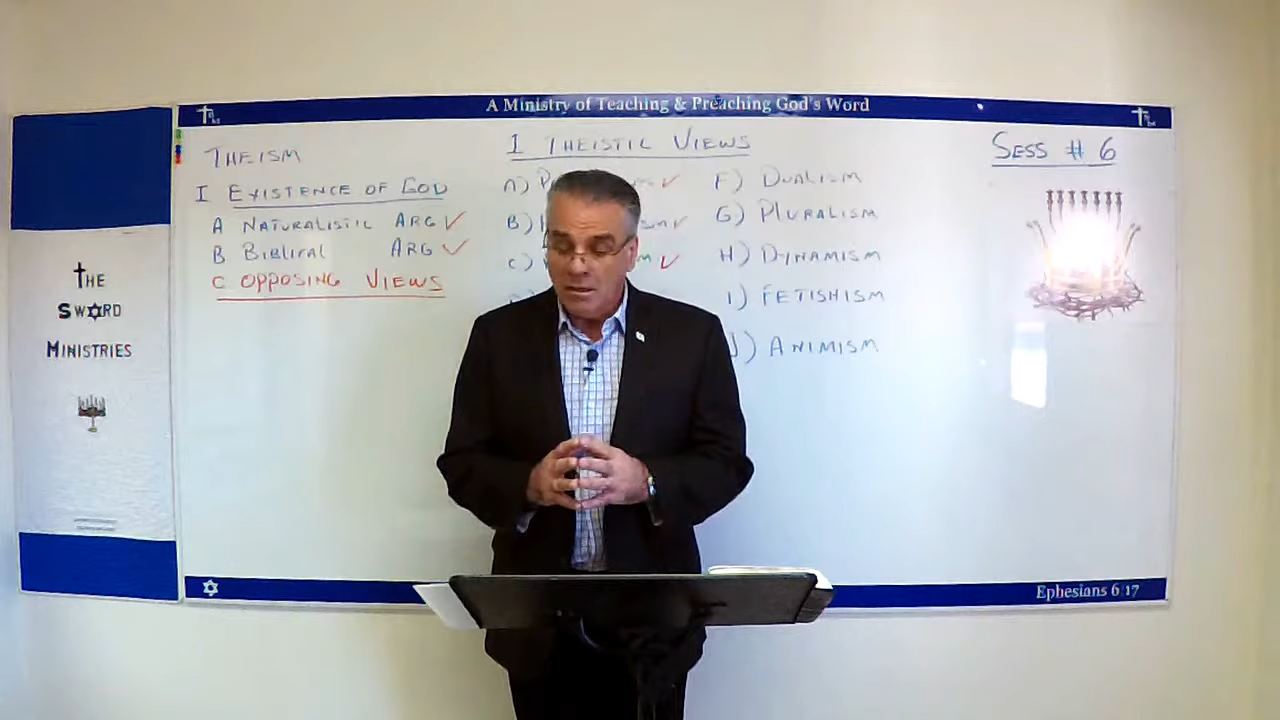 A Ministry of Teaching & Preaching God's Word
THE
SWORD
MINISTRIES
THEISM
I EXISTENCE OF GOD
A NATURALISTIC ARG ✓
B BIBLICAL ARG ✓
C OPPOSING VIEWS
I THEISTIC VIEWS
A)
B)
C)
F) DUALISM
G) PLURALISM
H) DYNAMISM
I) FETISHISM
J) ANIMISM
SESS # 6
Ephesians 6:17